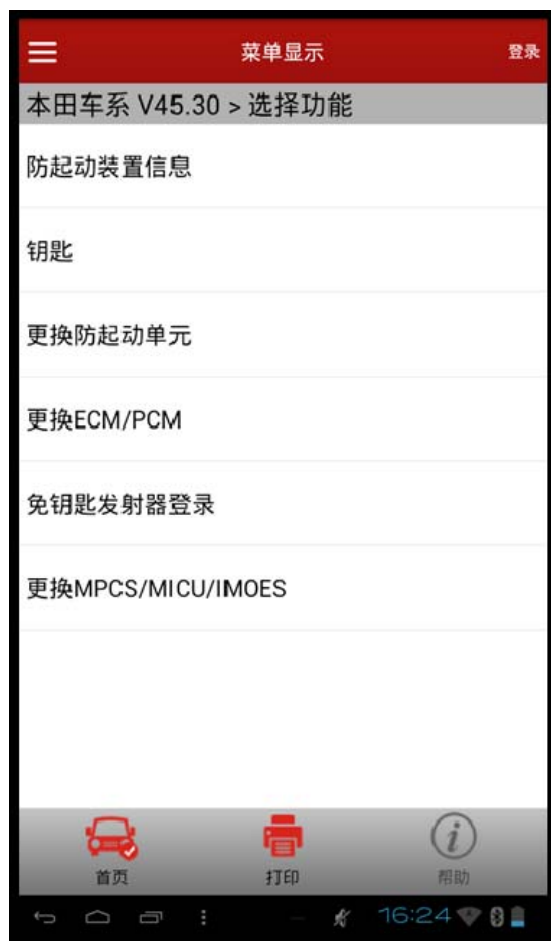 菜单显示
登录
本田车系 V45.30 > 选择功能
防起动装置信息
钥匙
更换防起动单元
更换ECM/PCM
免钥匙发射器登录
更换MPCS/MICU/IMOES
首页
打印
帮助
16:24